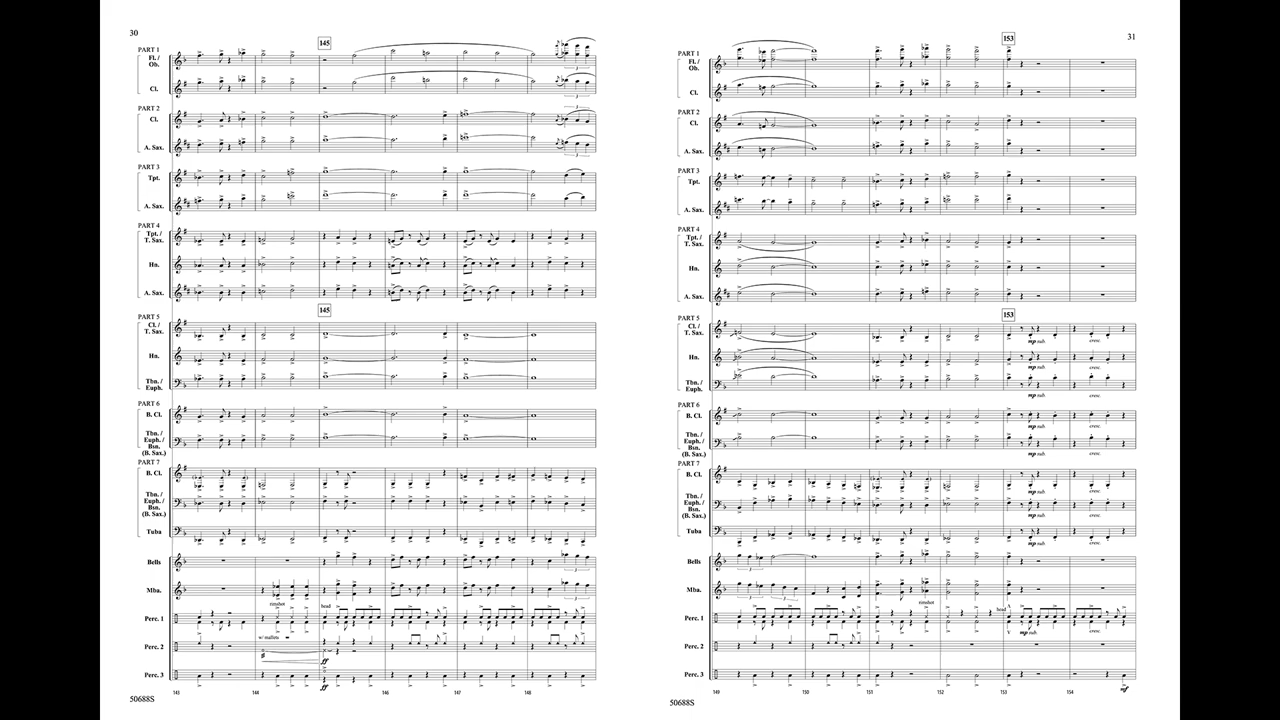 30
145
PART 1
Fl. /
Ob.
Cl.
PART 2
Cl.
A. Sax.
PART 3
Tpt.
A. Sax.
PART 4
Tpt. /
T. Sax.
Hn.
A. Sax.
145
PART 5
Cl. /
T. Sax.
Hn.
Tbn. /
Euph.
PART 6
B. Cl.
Tbn. /
Euph. /
Bsn.
(B. Sax.)
PART 7
B. Cl.
Tbn. /
Euph. /
Bsn.
(B. Sax.)
Tuba
Bells
3
Mba.
3
rimshot
head
Perc. 1
3
w/ mallets
Perc. 2
ff
Perc. 3
ff
143 144 146 147 148
50688S
31
153
PART 1
Fl. /
Ob.
Cl.
PART 2
Cl.
A. Sax.
PART 3
Tpt.
A. Sax.
PART 4
Tpt. /
T. Sax.
Hn.
A. Sax.
153
PART 5
Cl. /
T. Sax.
mp sub. cresc.
Hn.
mp sub. cresc.
Tbn. /
Euph.
mp sub. cresc.
PART 6
B. Cl.
mp sub. cresc.
Tbn. /
Euph. /
Bsn.
(B. Sax.)
mp sub. cresc.
PART 7
B. Cl.
mp sub. cresc.
Tbn. /
Euph. /
Bsn.
(B. Sax.)
mp sub. cresc.
Tuba
mp sub. cresc.
Bells
3
Mba.
3 3
rimshot
head
Perc. 1
mp sub. cresc.
Perc. 2
Perc. 3
mf
149 150 151 152 153 154
50688S